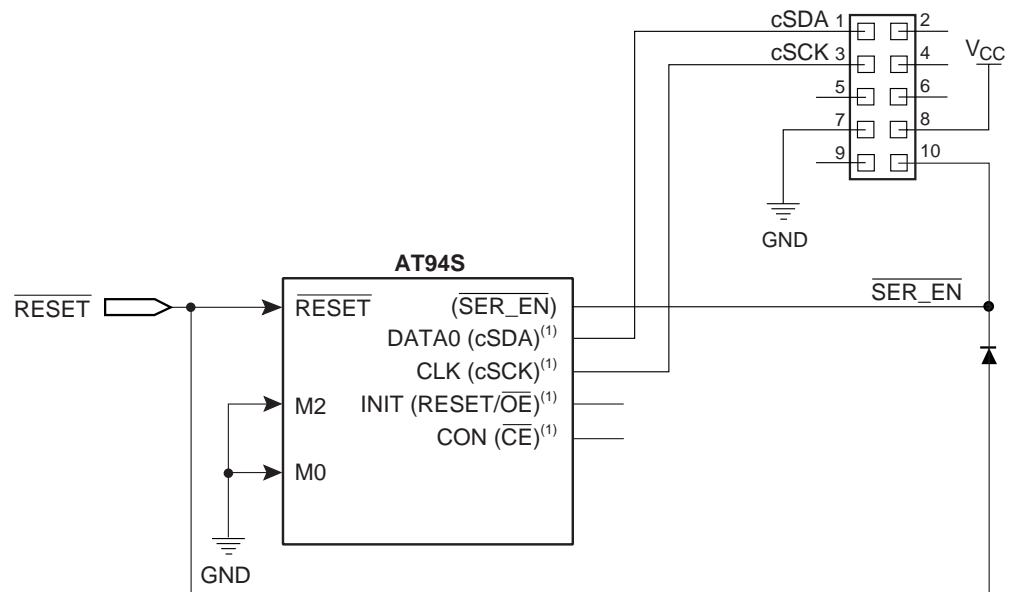 cSDA 1 2
cSCK 3 4
VCC
5 6
7 8
9 10
GND
AT94S
RESET
RESET
(SER_EN)
SER_EN
DATA0 (cSDA)(1)
CLK (cSCK)(1)
M2
INIT (RESET/OE)(1)
CON (CE)(1)
M0
GND